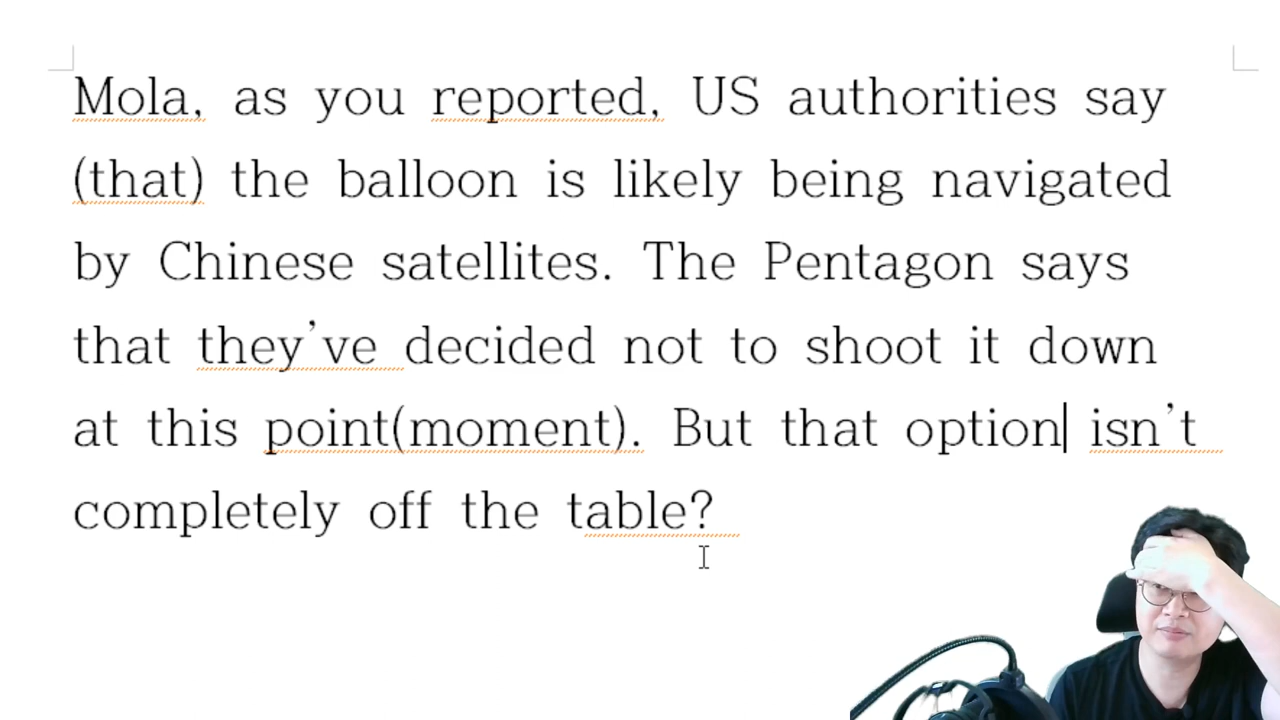 Mola, as you reported, US authorities say
(that) the balloon is likely being navigated
by Chinese satellites. The Pentagon says
that they've decided not to shoot it down
at this point(moment). But that option isn't
completely off the table?